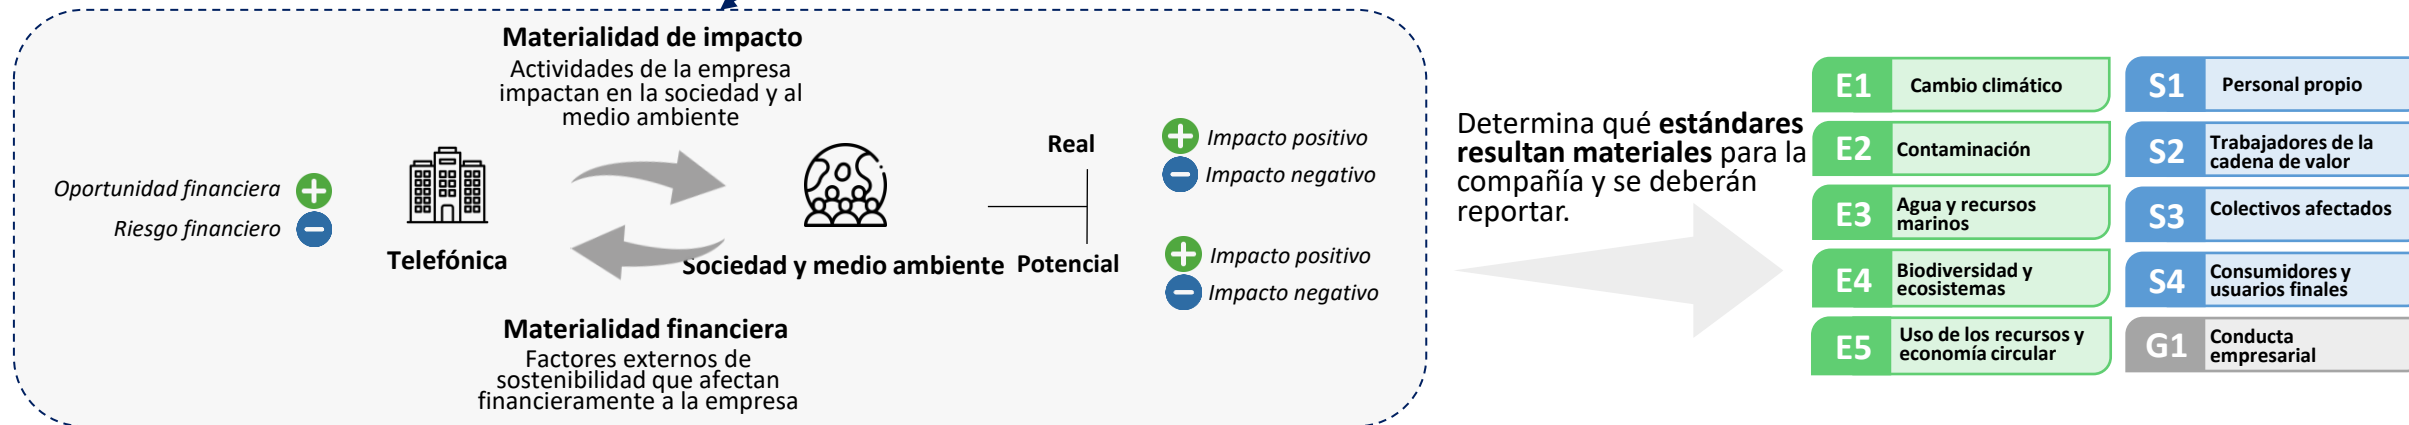 Materialidad de impacto
Actividades de la empresa
impactan en la sociedad y al
medio ambiente
Oportunidad financiera
Riesgo financiero
Telefónica
Sociedad y medio ambiente
Real
Potencial
Impacto positivo
Impacto negativo
Impacto positivo
Impacto negativo
Materialidad financiera
Factores externos de
sostenibilidad que afectan
financieramente a la empresa
Determina qué estándares
resultan materiales para la
compañía y se deberán
reportar.
E1 Cambio climático
E2 Contaminación
E3 Agua y recursos
marinos
E4 Biodiversidad y
ecosistemas
E5 Uso de los recursos y
economía circular
S1 Personal propio
S2 Trabajadores de la
cadena de valor
S3 Colectivos afectados
S4 Consumidores y
usuarios finales
G1 Conducta
empresarial